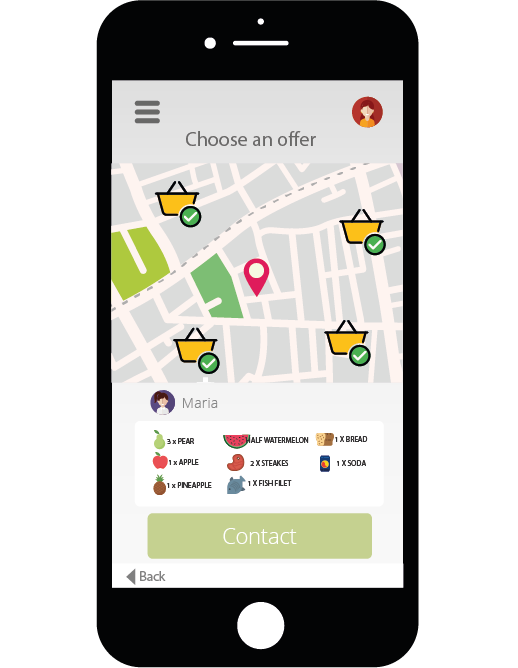 Choose an offer
Maria
3 x PEAR
HALF WATERMELON
1 X BREAD
1 x APPLE
2 X STEAKES
1 X SODA
1 x PINEAPPLE
1 X FISH FILET
Contact
Back